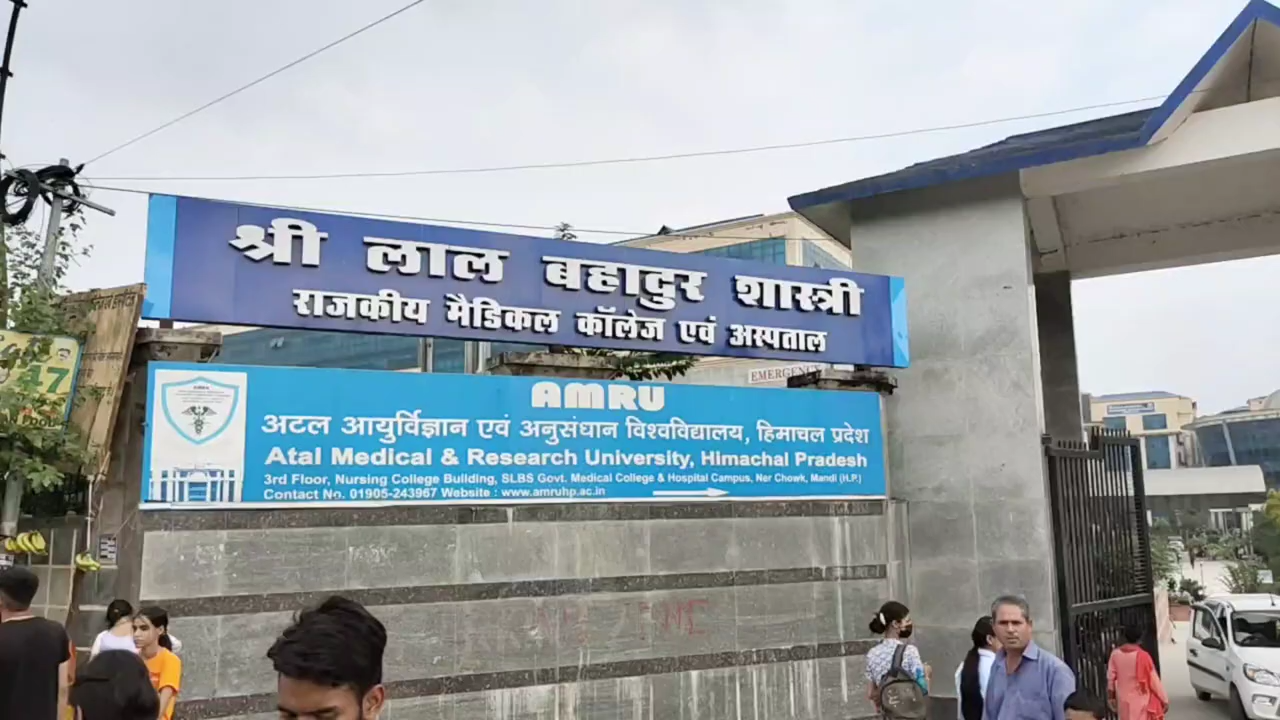 श्री लाल बहादुर शास्त्री
राजकीय मैडिकल कॉलेज एवं अस्पताल
EMERGENCY
AMRU
अटल आयुर्विज्ञान एवं अनुसंधान विश्वविद्यालय, हिमाचल प्रदेश
Atal Medical & Research University, Himachal Pradesh
3rd Floor, Nursing College Building, SLBS Govt. Medical College & Hospital Campus, Ner Chowk, Mandi (H.P.)
Contact No. 01905-243967 Website : www.amruhp.ac.in
47